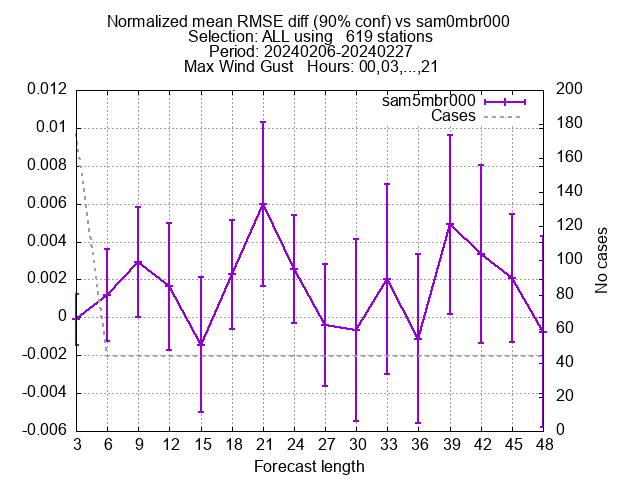 Normalized mean RMSE diff (90% conf) vs sam0mbr000
Selection: ALL using   619 stations
Period: 20240206-20240227
Max Wind Gust   Hours: 00,03,...,21
sam5mbr000
Cases
0.012
0.01
0.008
0.006
0.004
0.002
0
-0.002
-0.004
-0.006
200
180
160
140
120
100
80
60
40
20
0
No cases
3 6 9 12 15 18 21 24 27 30 33 36 39 42 45 48
Forecast length